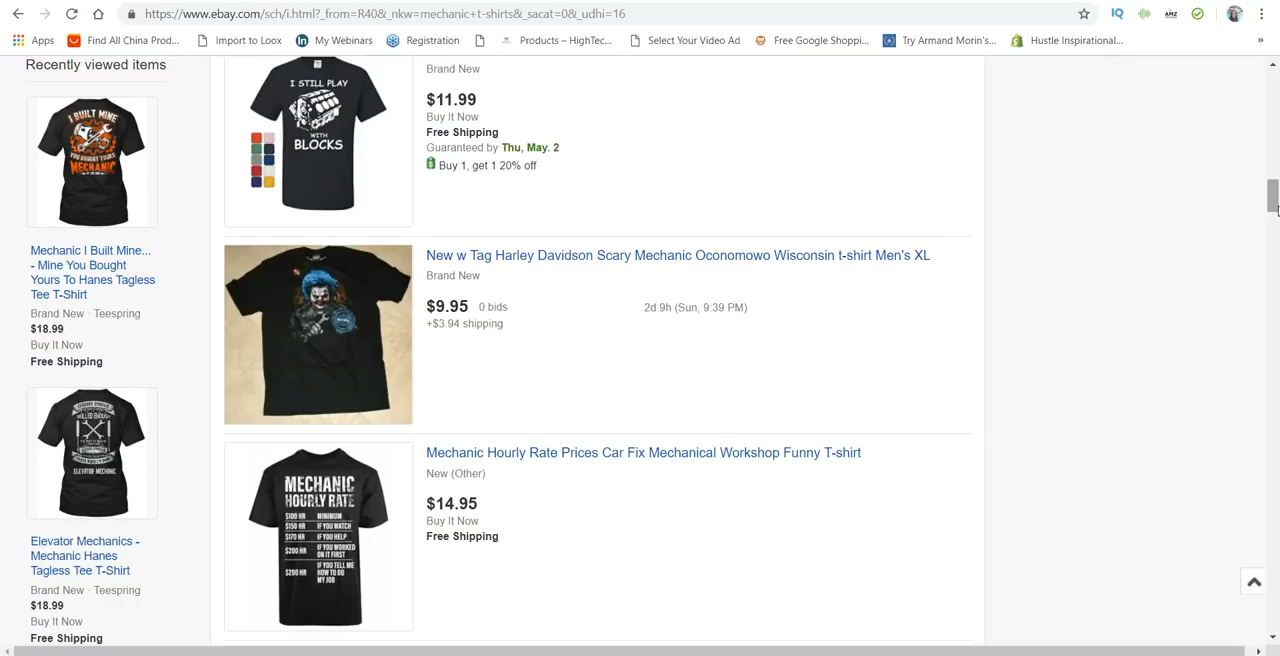 https://www.ebay.com/sch/i.html?_from=R40&_nkw=mechanic+t-shirts&_sacat=0&_udhi=16
IQ
AMZ
Apps
Find All China Prod...
Import to Loox
My Webinars
Registration
Products – HighTec...
Select Your Video Ad
Free Google Shoppi...
Try Armand Morin's...
Hustle Inspirational...
»
Recently viewed items
I BUILT MINE
YOU BOUGHT YOURS
MECHANIC
Mechanic I Built Mine...
- Mine You Bought
Yours To Hanes Tagless
Tee T-Shirt
Brand New · Teespring
$18.99
Buy It Now
Free Shipping
ELEVATOR MECHANIC
Elevator Mechanics -
Mechanic Hanes
Tagless Tee T-Shirt
Brand New · Teespring
$18.99
Buy It Now
Free Shipping
I STILL PLAY
WITH
BLOCKS
Brand New
$11.99
Buy It Now
Free Shipping
Guaranteed by Thu, May. 2
Buy 1, get 1 20% off
New w Tag Harley Davidson Scary Mechanic Oconomowo Wisconsin t-shirt Men's XL
Brand New
$9.95 0 bids
2d 9h (Sun, 9:39 PM)
+$3.94 shipping
MECHANIC
HOURLY RATE
$100 HR MINIMUM
$150 HR IF YOU WATCH
$170 HR IF YOU HELP
$200 HR IF YOU WORKED
ON IT FIRST
$200 HR IF YOU TELL ME
HOW TO DO
MY JOB
Mechanic Hourly Rate Prices Car Fix Mechanical Workshop Funny T-shirt
New (Other)
$14.95
Buy It Now
Free Shipping